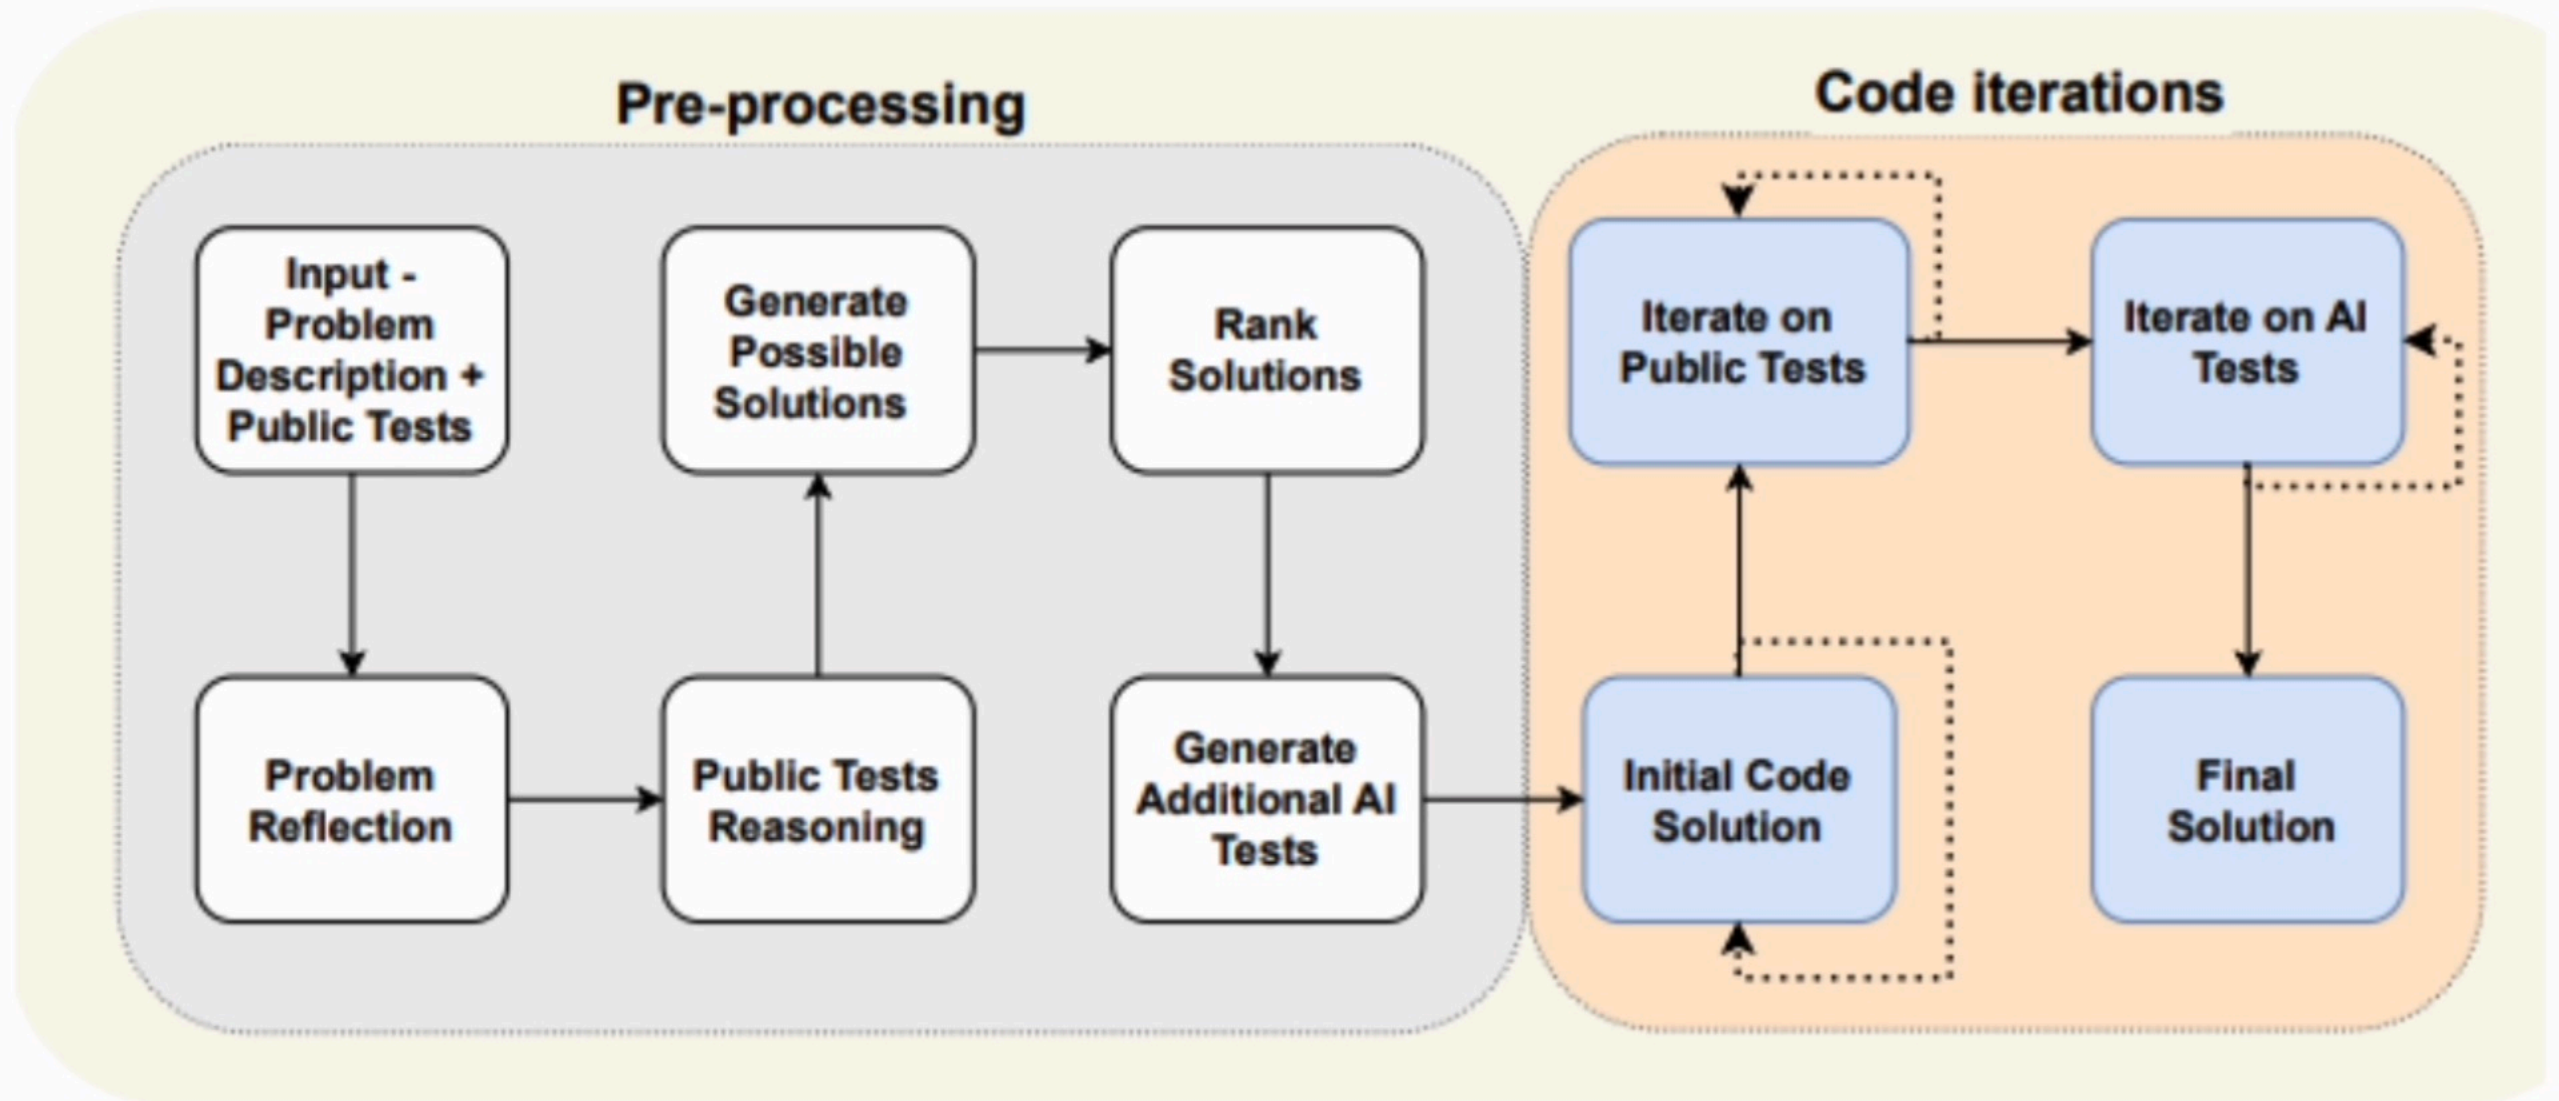 Pre-processing
Input -
Problem
Description +
Public Tests
Generate
Possible
Solutions
Rank
Solutions
Problem
Reflection
Public Tests
Reasoning
Generate
Additional AI
Tests
Code iterations
Iterate on
Public Tests
Iterate on AI
Tests
Initial Code
Solution
Final
Solution